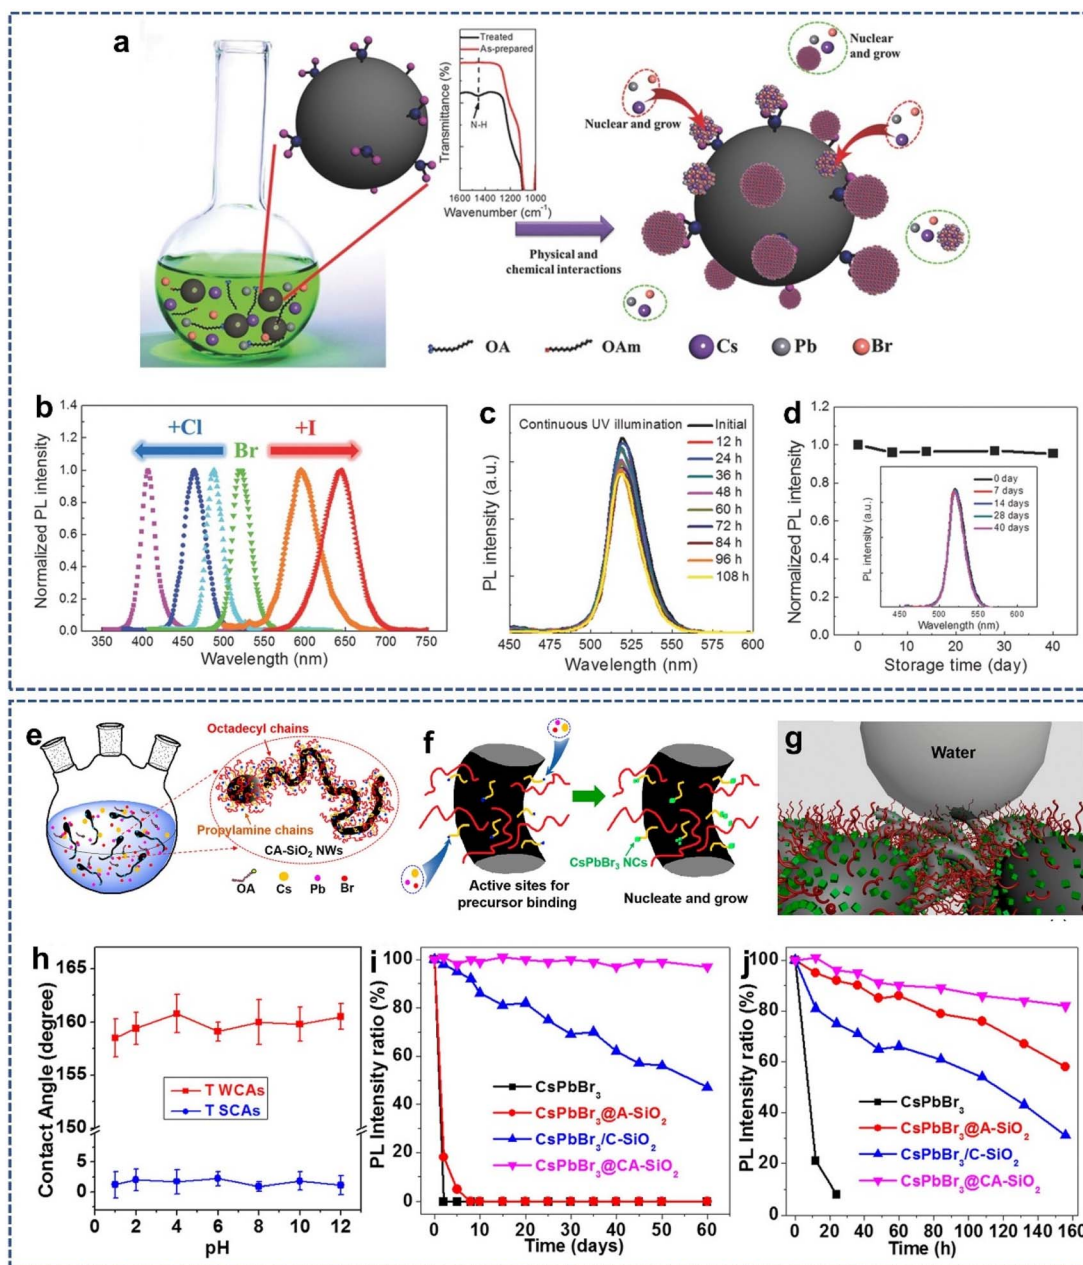 a
Treated
As-prepared
Transmittance (%)
N-H
1600 1400 1200 1000
Wavenumber (cm⁻¹)
Nuclear
and grow
Nuclear and grow
Physical and
chemical interactions
OA
OAm
Cs
Pb
Br
b
Normalized PL intensity
1.4
1.2
1.0
0.8
0.6
0.4
0.2
0.0
+Cl
Br
+I
350 400 450 500 550 600 650 700 750
Wavelength (nm)
c
PL intensity (a.u.)
Continuous UV illumination
Initial
12 h
24 h
36 h
48 h
60 h
72 h
84 h
96 h
108 h
450 475 500 525 550 575 600
Wavelength (nm)
d
Normalized PL intensity
1.2
1.0
0.8
0.6
0.4
0.2
0.0
PL intensity (a.u.)
0 day
7 days
14 days
28 days
40 days
450 500 550 600
Wavelength (nm)
0 10 20 30 40
Storage time (day)
e
Octadecyl chains
Propylamine chains
CA-SiO₂ NWs
OA
Cs
Pb
Br
f
CsPbBr₃ NCs
Active sites for
precursor binding
Nucleate and grow
g
Water
h
Contact Angle (degree)
165
160
155
150
5
0
T WCAs
T SCAs
0 2 4 6 8 10 12
pH
i
PL Intensity ratio (%)
100
80
60
40
20
0
CsPbBr₃
CsPbBr₃@A-SiO₂
CsPbBr₃/C-SiO₂
CsPbBr₃@CA-SiO₂
0 10 20 30 40 50 60
Time (days)
j
PL Intensity ratio (%)
100
80
60
40
20
0
CsPbBr₃
CsPbBr₃@A-SiO₂
CsPbBr₃/C-SiO₂
CsPbBr₃@CA-SiO₂
0 20 40 60 80 100 120 140 160
Time (h)